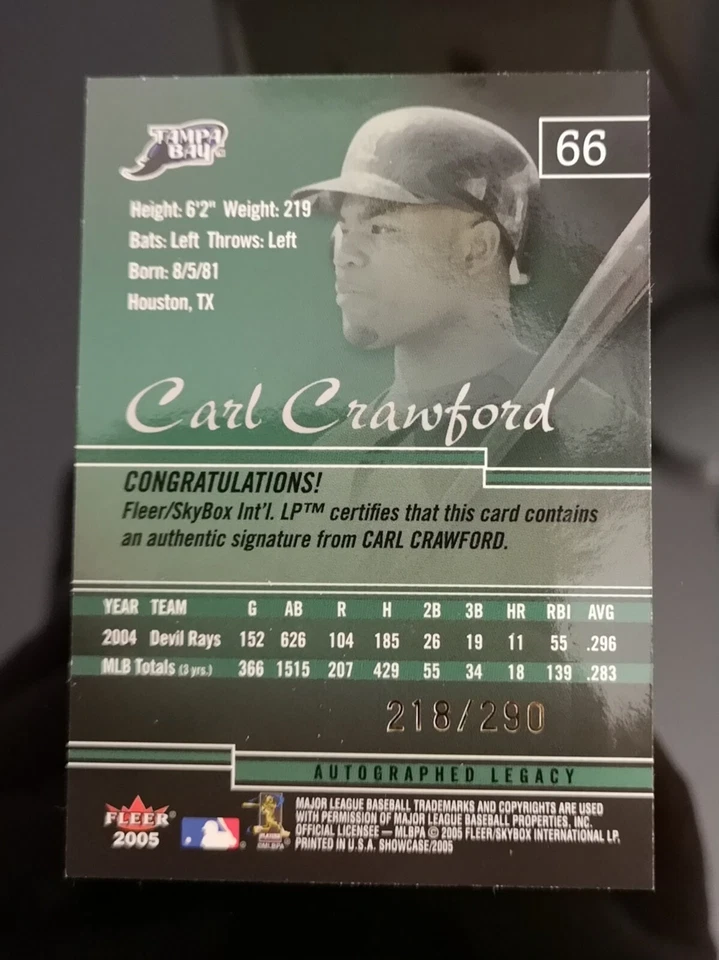 TAMPA
BAY
66
Height: 6'2" Weight: 219
Bats: Left Throws: Left
Born: 8/5/81
Houston, TX
Carl Crawford
CONGRATULATIONS!
Fleer/SkyBox Int'l. LP™ certifies that this card contains
an authentic signature from CARL CRAWFORD.
YEAR TEAM G AB R H 2B 3B HR RBI AVG
2004 Devil Rays 152 626 104 185 26 19 11 55 .296
MLB Totals (3 yrs.) 366 1515 207 429 55 34 18 139 .283
218/290
AUTOGRAPHED LEGACY
FLEER
2005
MAJOR LEAGUE BASEBALL TRADEMARKS AND COPYRIGHTS ARE USED
WITH PERMISSION OF MAJOR LEAGUE BASEBALL PROPERTIES, INC.
OFFICIAL LICENSEE — MLBPA © 2005 FLEER/SKYBOX INTERNATIONAL LP.
PRINTED IN U.S.A. SHOWCASE/2005